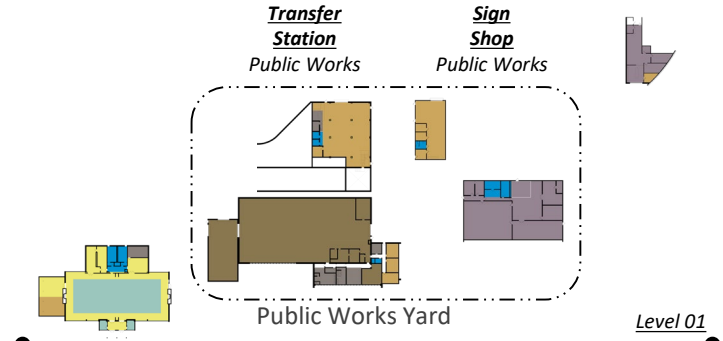 Transfer
Station
Public Works
Sign
Shop
Public Works
Public Works Yard
Level 01